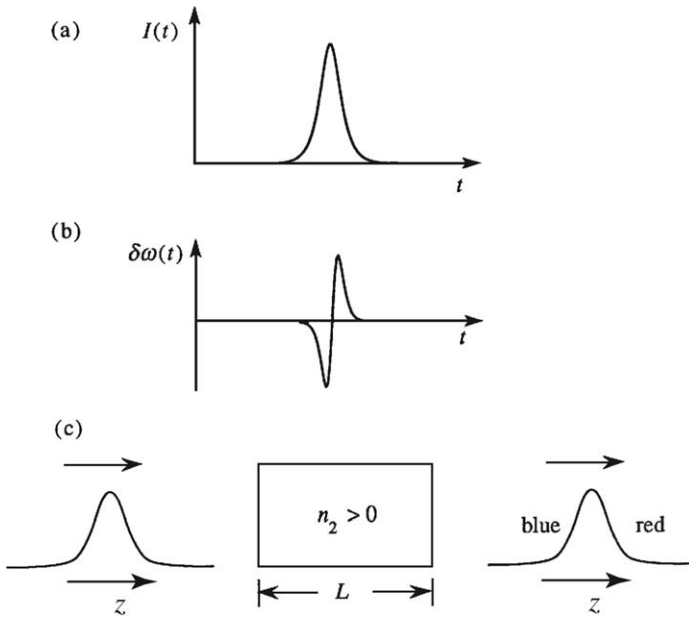 (a)
I(t)
t
(b)
δω(t)
t
(c)
n₂ > 0
blue red
L
z z